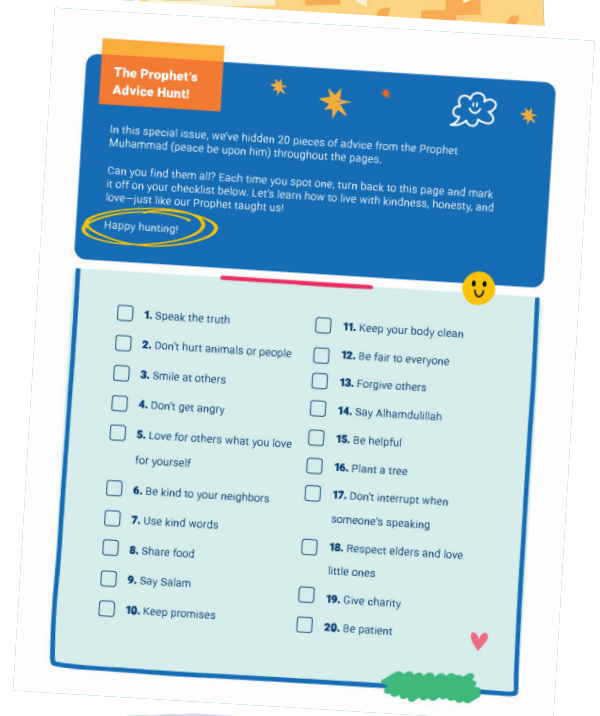 The Prophet's
Advice Hunt!
In this special issue, we've hidden 20 pieces of advice from the Prophet
Muhammad (peace be upon him) throughout the pages.
Can you find them all? Each time you spot one, turn back to this page and mark
it off on your checklist below. Let's learn how to live with kindness, honesty, and
love—just like our Prophet taught us!
Happy hunting!
1. Speak the truth
2. Don't hurt animals or people
3. Smile at others
4. Don't get angry
5. Love for others what you love
for yourself
6. Be kind to your neighbors
7. Use kind words
8. Share food
9. Say Salam
10. Keep promises
11. Keep your body clean
12. Be fair to everyone
13. Forgive others
14. Say Alhamdulillah
15. Be helpful
16. Plant a tree
17. Don't interrupt when
someone's speaking
18. Respect elders and love
little ones
19. Give charity
20. Be patient